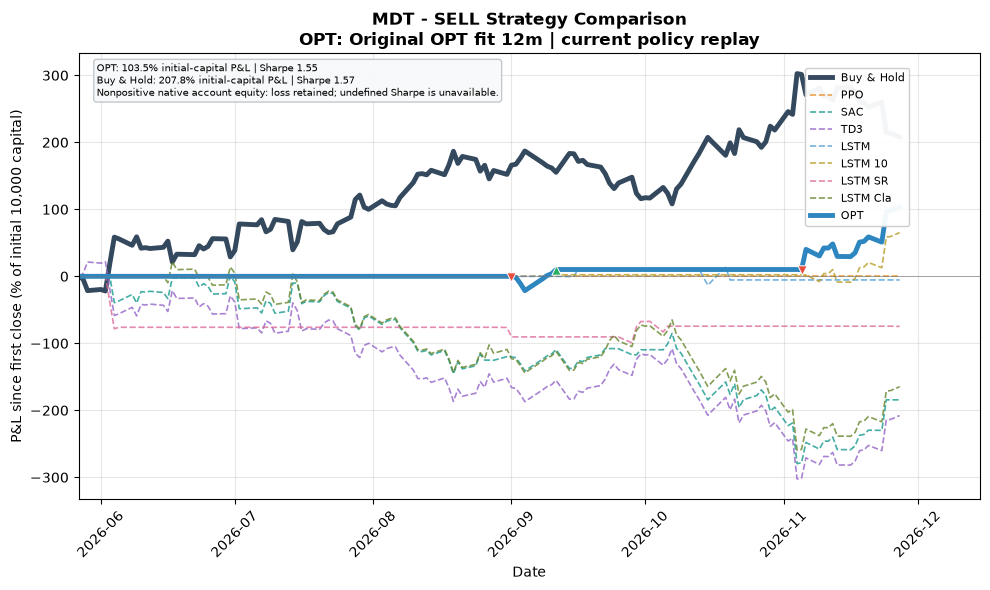 MDT - SELL Strategy Comparison
OPT: Original OPT fit 12m | current policy replay
OPT: 103.5% initial-capital P&L | Sharpe 1.55
Buy & Hold: 207.8% initial-capital P&L | Sharpe 1.57
Nonpositive native account equity: loss retained; undefined Sharpe is unavailable.
Buy & Hold
PPO
SAC
TD3
LSTM
LSTM 10
LSTM SR
LSTM Cla
OPT
P&L since first close (% of initial 10,000 capital)
300
200
100
0
−100
−200
−300
2026-06
2026-07
2026-08
2026-09
2026-10
2026-11
2026-12
Date